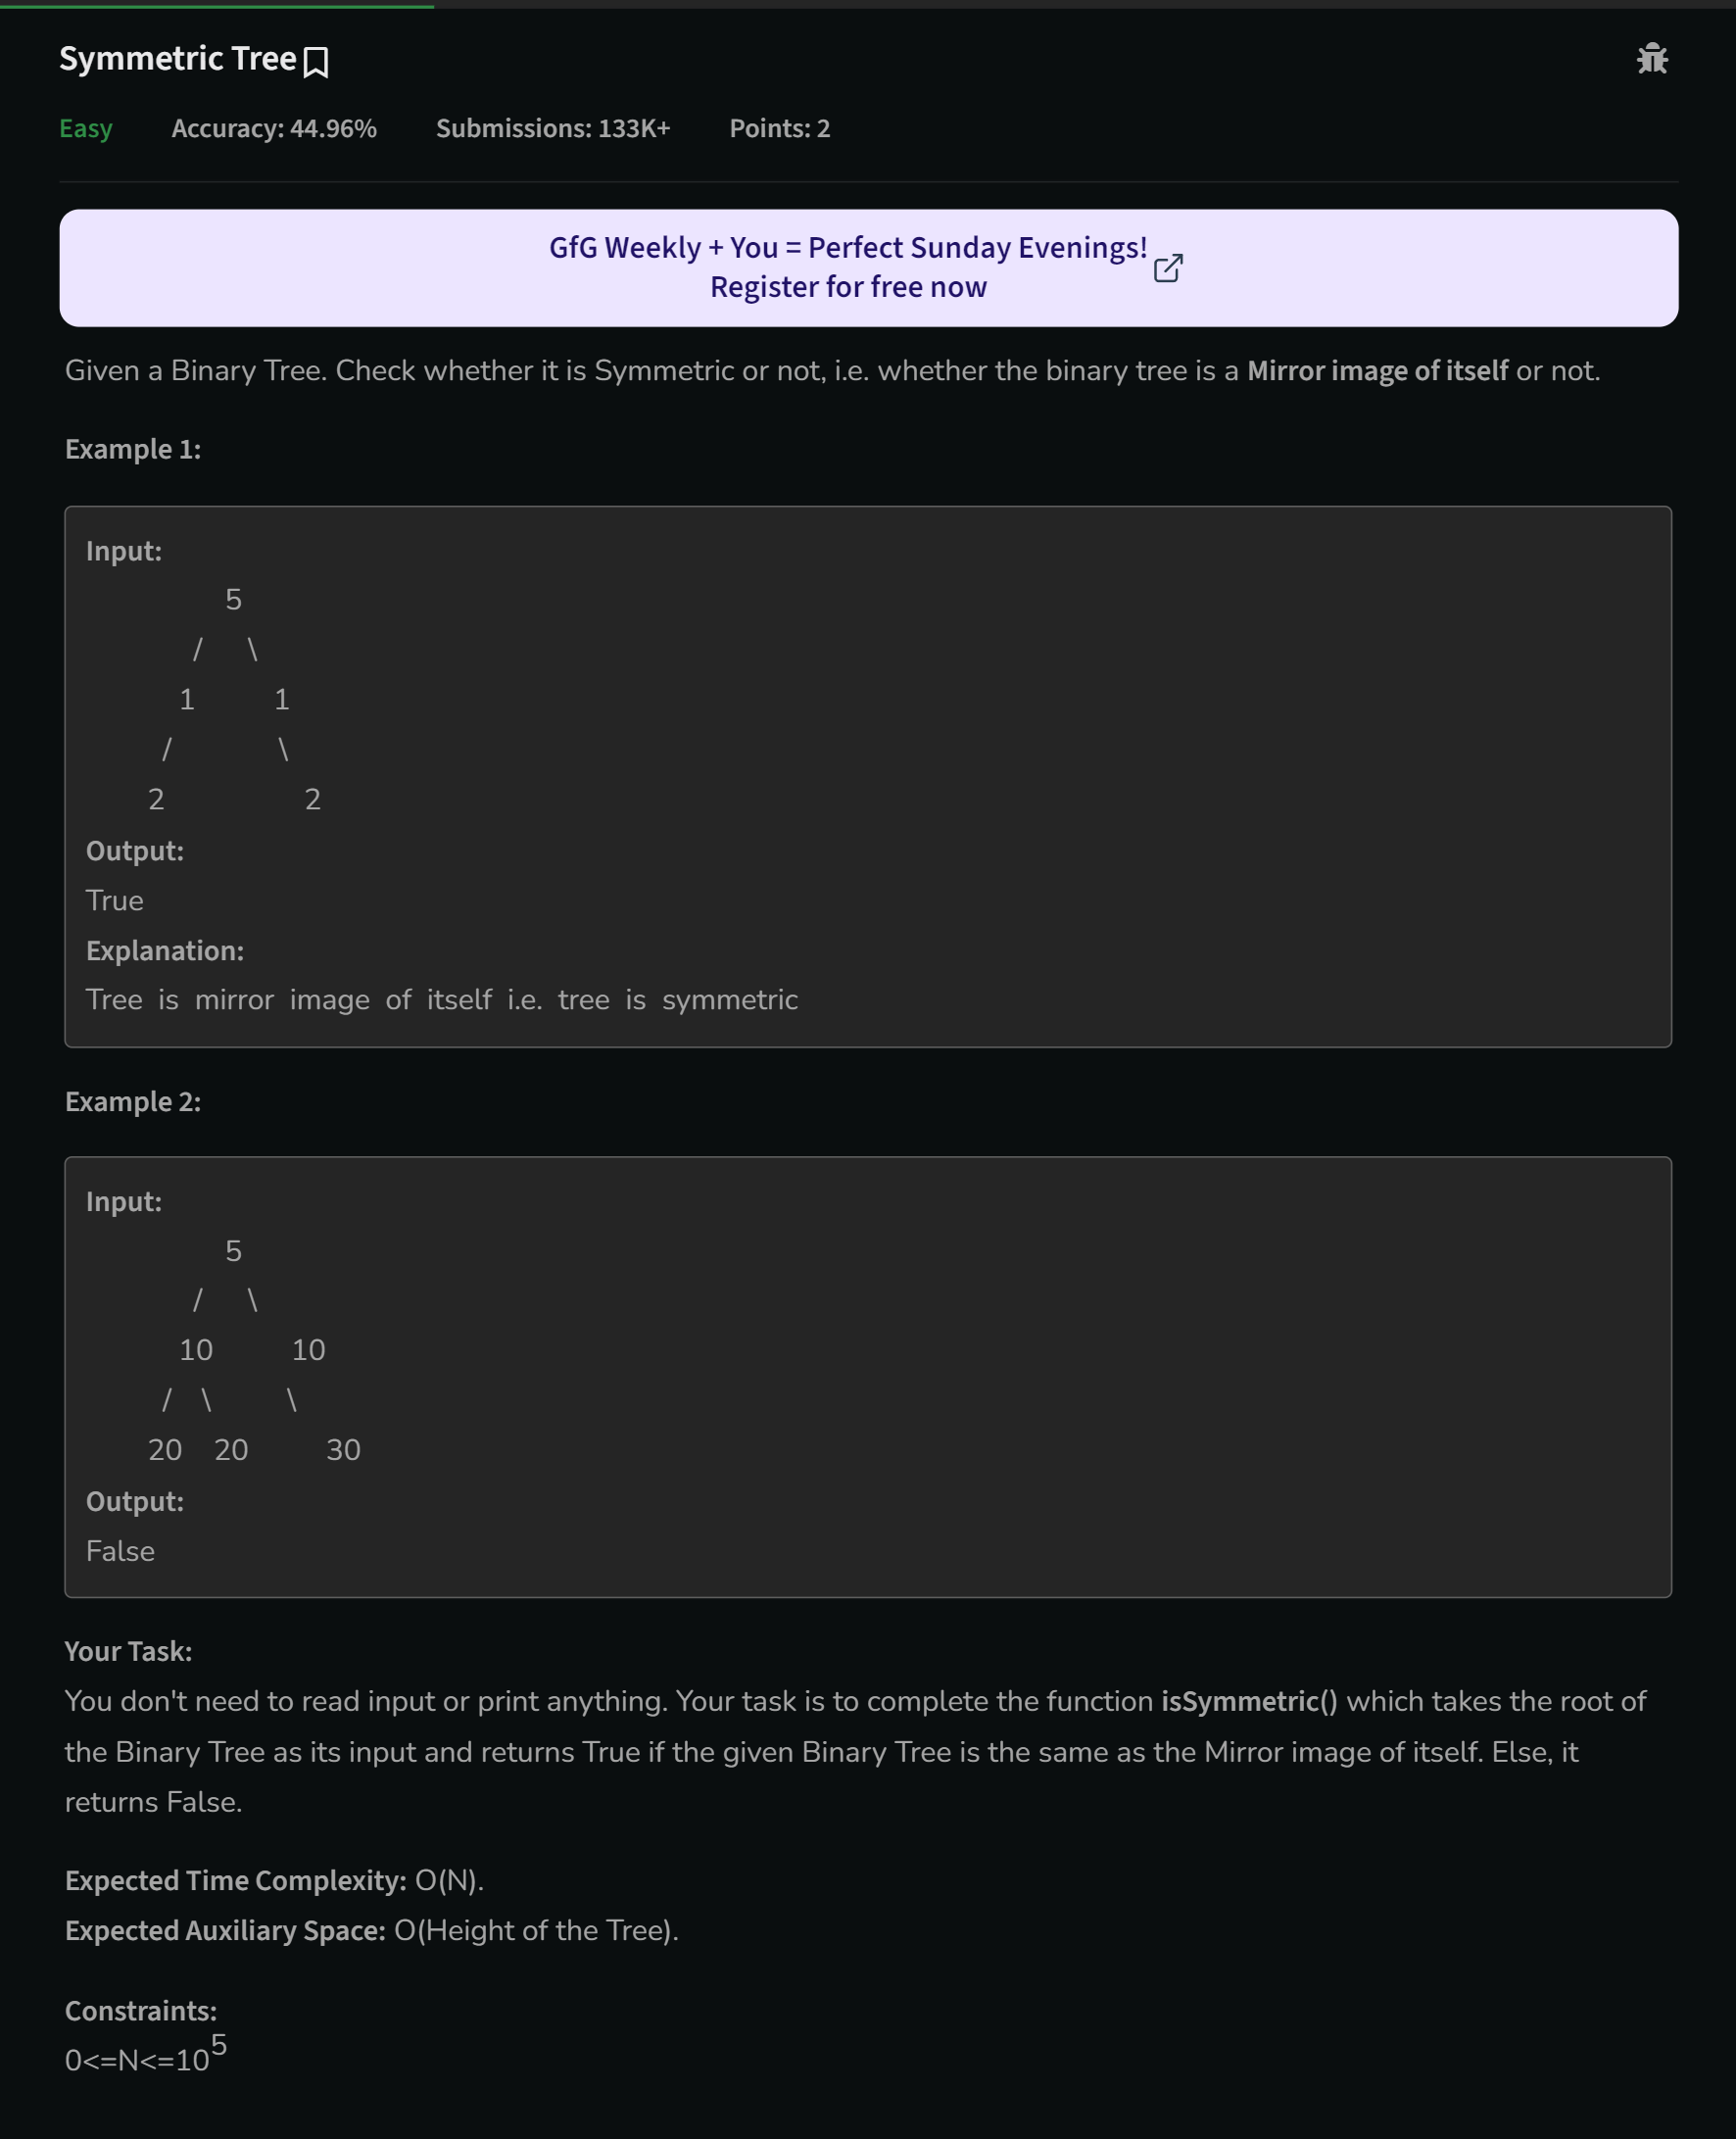 Symmetric Tree
Easy Accuracy: 44.96% Submissions: 133K+ Points: 2
GfG Weekly + You = Perfect Sunday Evenings!
Register for free now
Given a Binary Tree. Check whether it is Symmetric or not, i.e. whether the binary tree is a Mirror image of itself or not.
Example 1:
Input:
5
/ \
1 1
/ \
2 2
Output:
True
Explanation:
Tree is mirror image of itself i.e. tree is symmetric
Example 2:
Input:
5
/ \
10 10
/ \ \
20 20 30
Output:
False
Your Task:
You don't need to read input or print anything. Your task is to complete the function isSymmetric() which takes the root of
the Binary Tree as its input and returns True if the given Binary Tree is the same as the Mirror image of itself. Else, it
returns False.
Expected Time Complexity: O(N).
Expected Auxiliary Space: O(Height of the Tree).
Constraints:
0<=N<=10^5